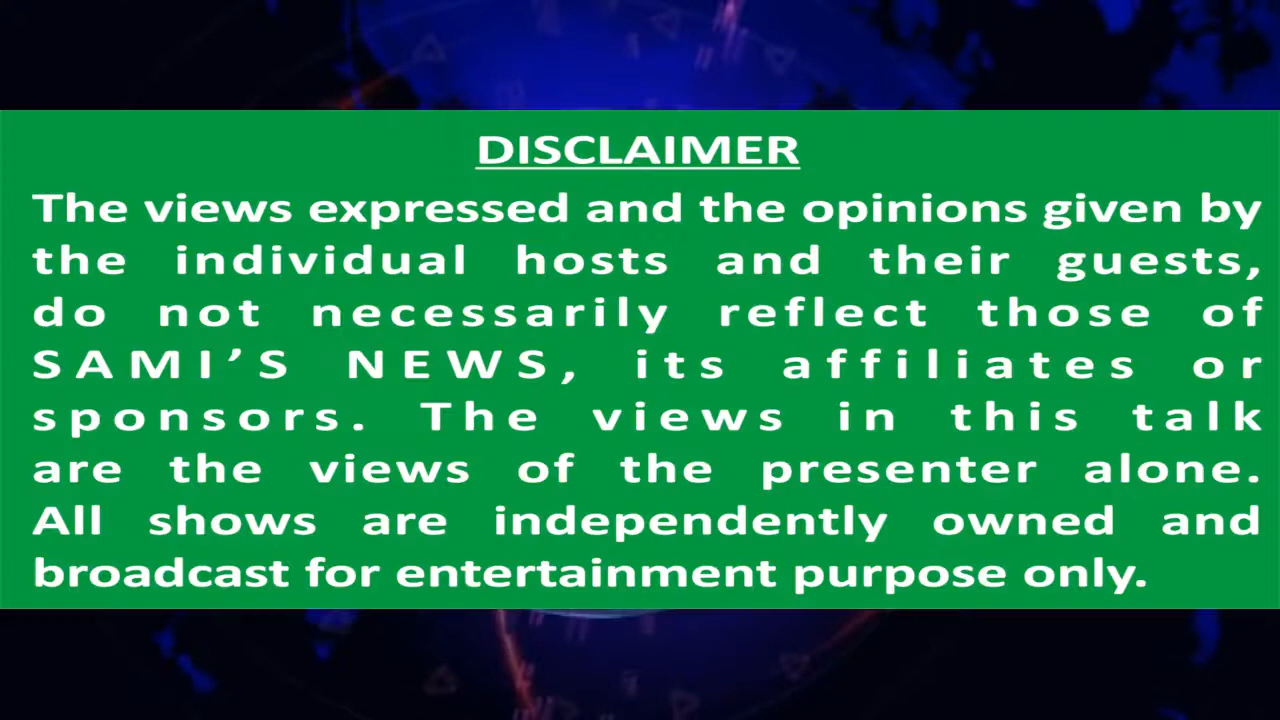 DISCLAIMER
The views expressed and the opinions given by
the individual hosts and their guests,
do not necessarily reflect those of
SAMI’S NEWS, its affiliates or
sponsors. The views in this talk
are the views of the presenter alone.
All shows are independently owned and
broadcast for entertainment purpose only.